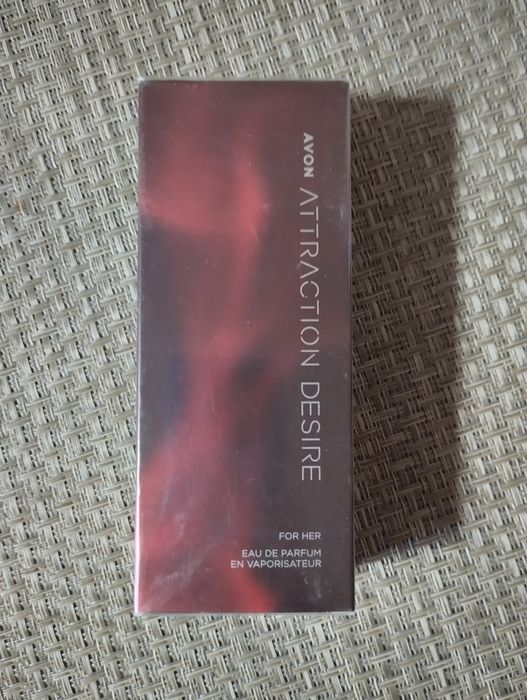 AVON ATTRACTION DESIRE
FOR HER
EAU DE PARFUM
EN VAPORISATEUR